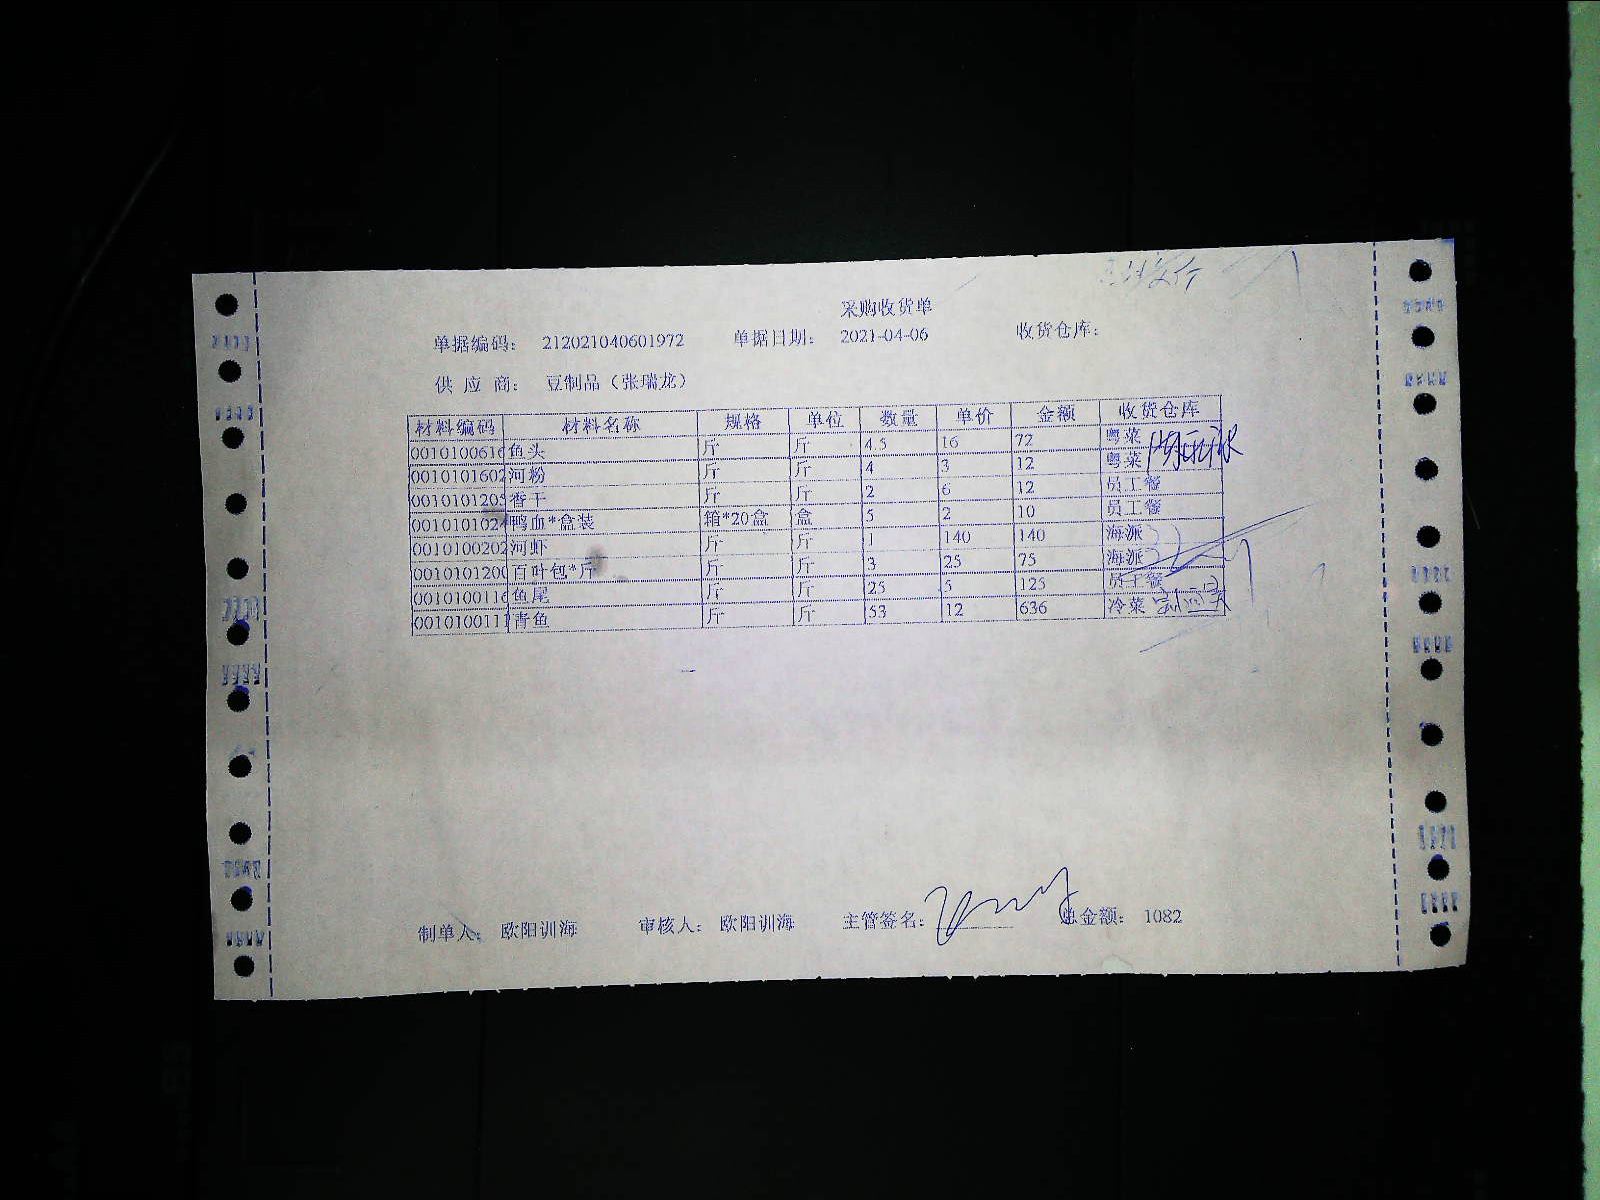 采购收货单
单据编码： 212021040601972 单据日期： 2021-04-06 收货仓库：
供 应 商： 豆制品（张瑞龙）
材料编码 材料名称 规格 单位 数量 单价 金额 收货仓库
0010100616 鱼头 斤 斤 4.5 16 72 粤菜
0010101602 河粉 斤 斤 4 3 12 粤菜
001010120 香干 斤 斤 2 6 12 员工餐
001010102 鸭血*盒装 箱*20盒 盒 5 2 10 员工餐
0010100202 河虾 斤 斤 1 140 140 海派
001010120 百叶包*斤 斤 斤 3 25 75 海派
001010011 鱼尾 斤 斤 25 5 125 员工餐
001010011 青鱼 斤 斤 53 12 636 冷菜
制单人： 欧阳训海 审核人： 欧阳训海 主管签名： 总金额： 1082